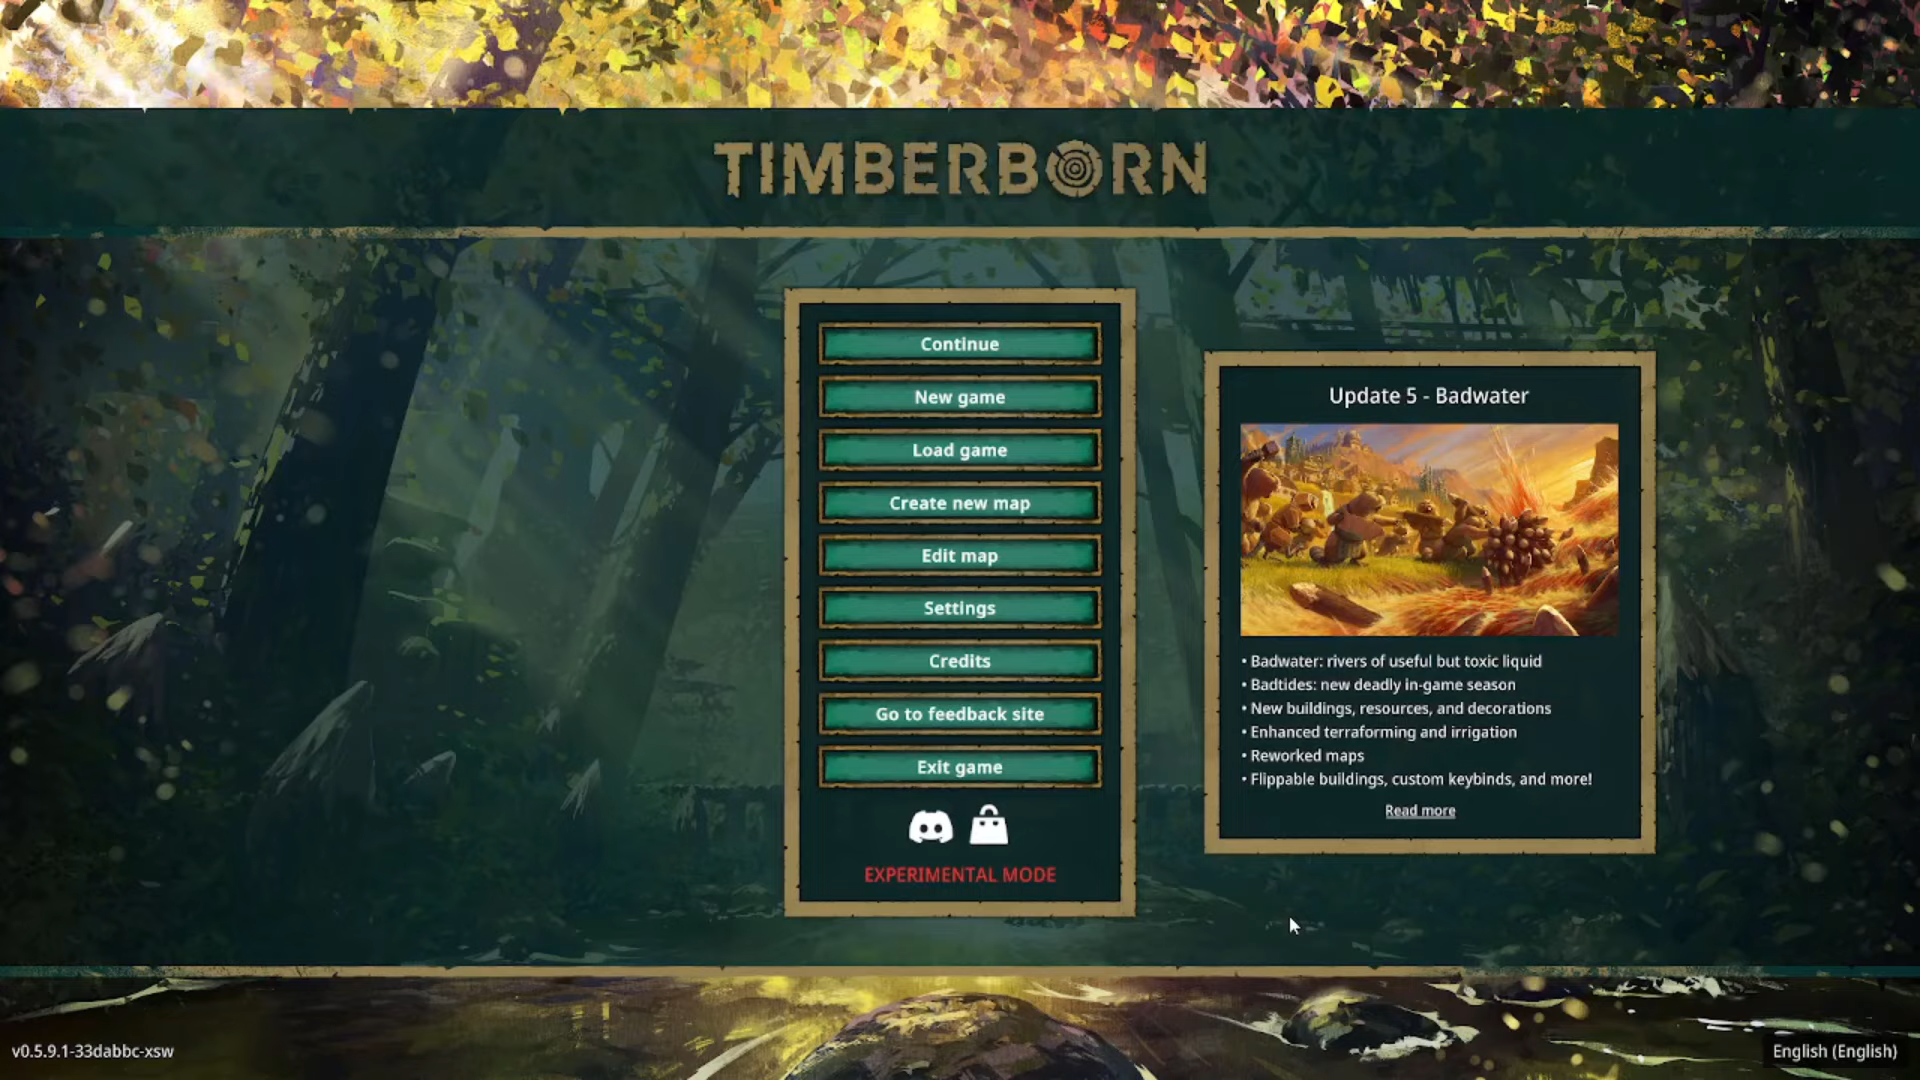 TIMBERBORN
Continue
New game
Load game
Create new map
Edit map
Settings
Credits
Go to feedback site
Exit game
EXPERIMENTAL MODE
Update 5 - Badwater
• Badwater: rivers of useful but toxic liquid
• Badtides: new deadly in-game season
• New buildings, resources, and decorations
• Enhanced terraforming and irrigation
• Reworked maps
• Flippable buildings, custom keybinds, and more!
Read more
v0.5.9.1-33dabbc-xsw
English (English)